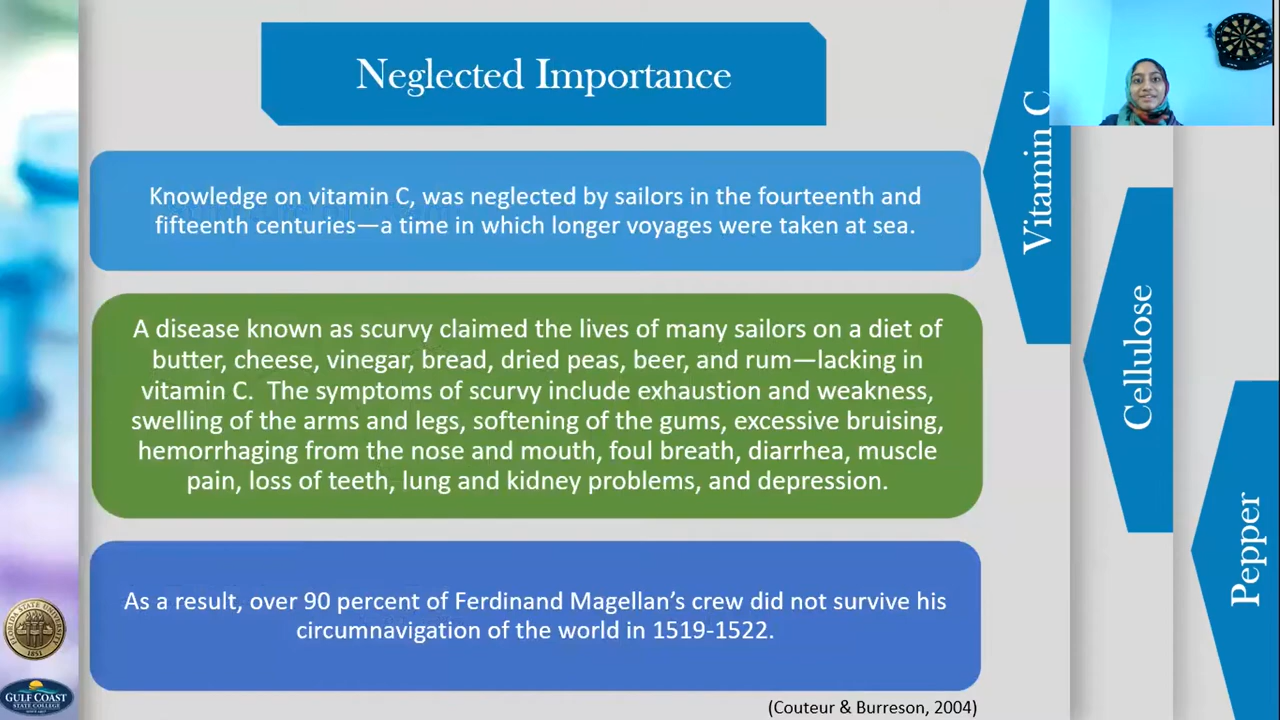 Neglected Importance
Knowledge on vitamin C, was neglected by sailors in the fourteenth and
fifteenth centuries—a time in which longer voyages were taken at sea.
A disease known as scurvy claimed the lives of many sailors on a diet of
butter, cheese, vinegar, bread, dried peas, beer, and rum—lacking in
vitamin C.  The symptoms of scurvy include exhaustion and weakness,
swelling of the arms and legs, softening of the gums, excessive bruising,
hemorrhaging from the nose and mouth, foul breath, diarrhea, muscle
pain, loss of teeth, lung and kidney problems, and depression.
As a result, over 90 percent of Ferdinand Magellan’s crew did not survive his
circumnavigation of the world in 1519-1522.
(Couteur & Burreson, 2004)
Vitamin C
Cellulose
Pepper
FLORIDA STATE UNIVERSITY
1851
GULF COAST
STATE COLLEGE